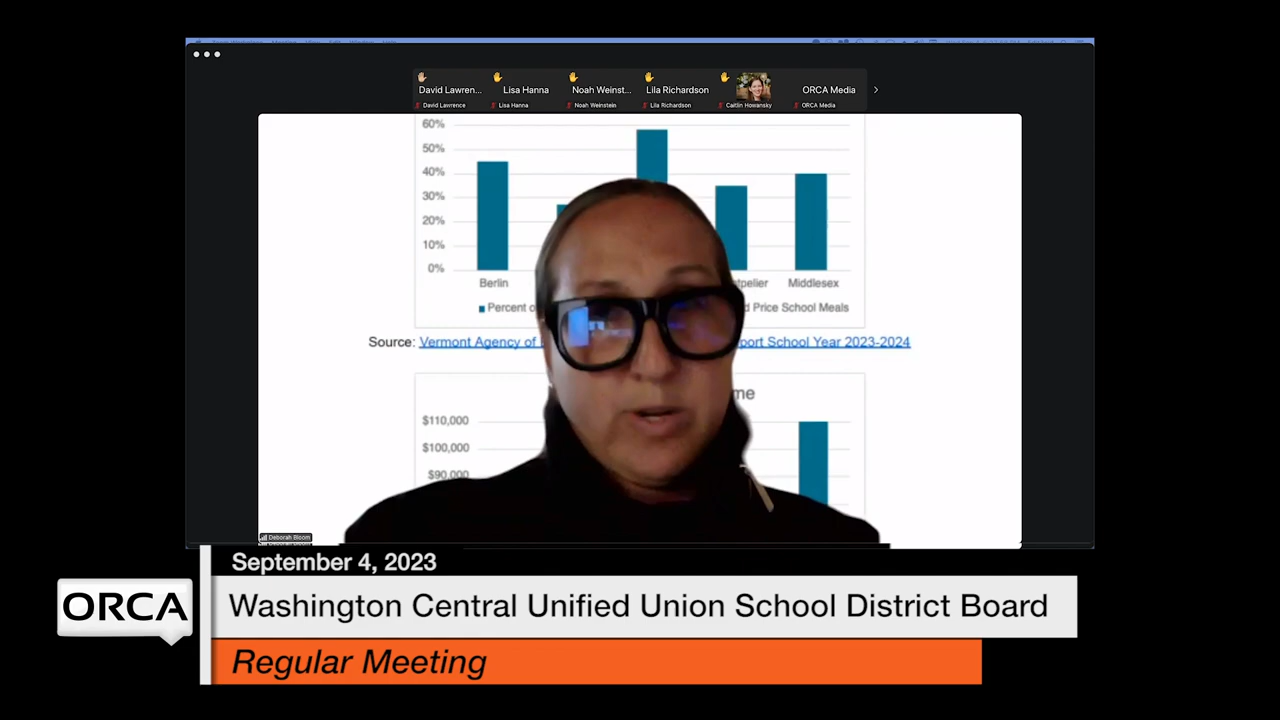 David Lawren... Lisa Hanna Noah Weinst... Lila Richardson ORCA Media
David Lawrence Lisa Hanna Noah Weinstein Lila Richardson Caitlin Howansky ORCA Media
60%
50%
40%
30%
20%
10%
0%
Berlin tpelier Middlesex
Percent o d Price School Meals
Source: Vermont Agency of port School Year 2023-2024
me
$110,000
$100,000
$90,000
Deborah Bloom
September 4, 2023
ORCA
Washington Central Unified Union School District Board
Regular Meeting